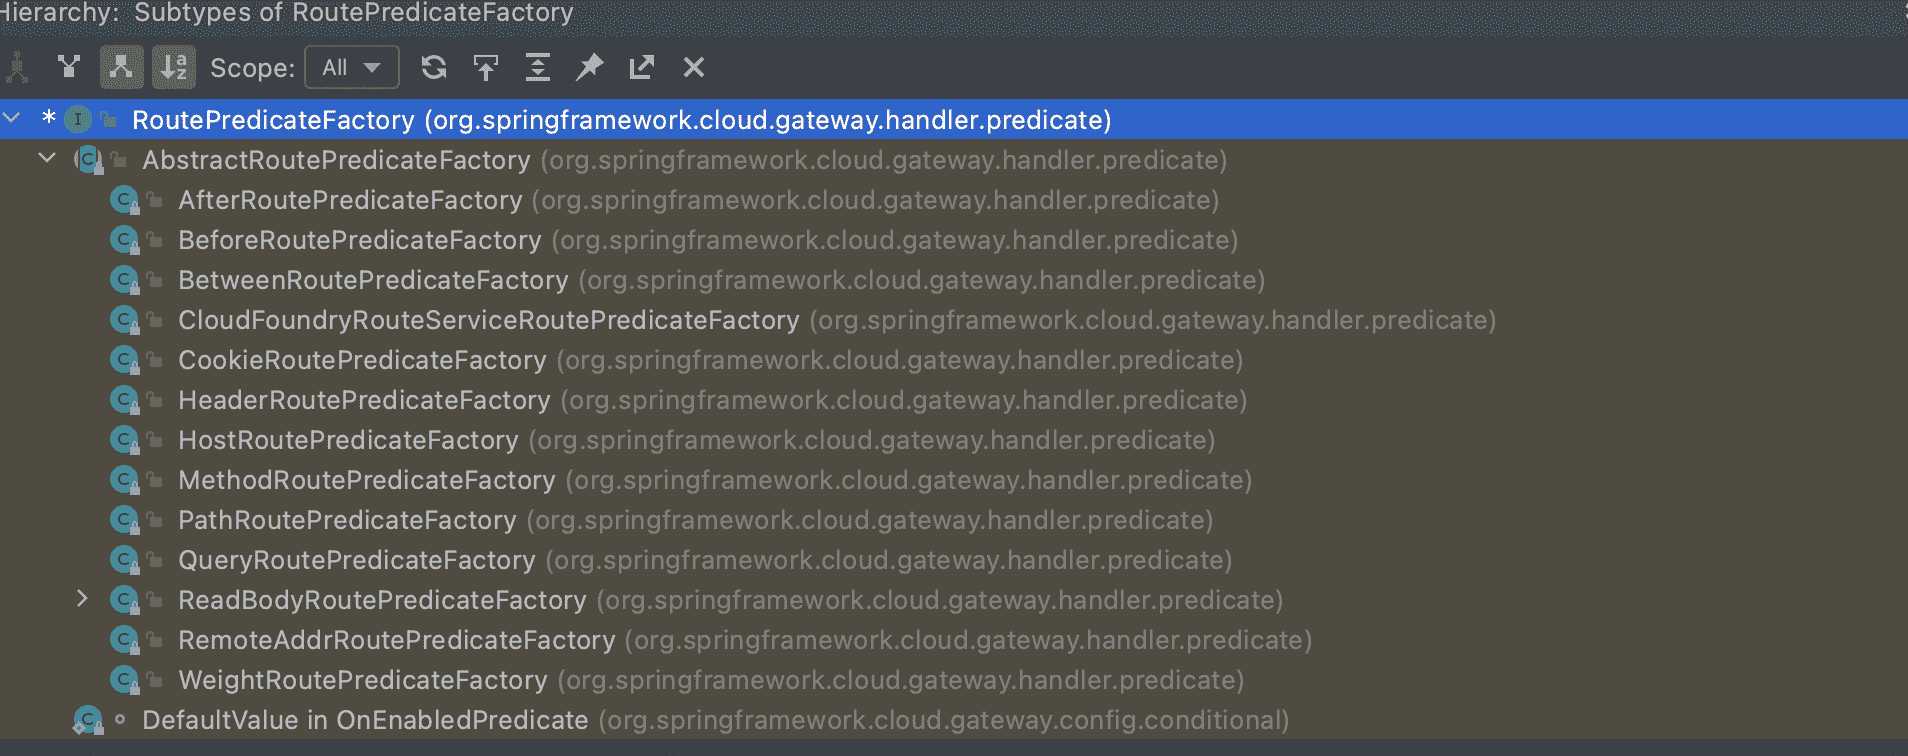 Hierarchy: Subtypes of RoutePredicateFactory
Scope: All
* RoutePredicateFactory (org.springframework.cloud.gateway.handler.predicate)
AbstractRoutePredicateFactory (org.springframework.cloud.gateway.handler.predicate)
AfterRoutePredicateFactory (org.springframework.cloud.gateway.handler.predicate)
BeforeRoutePredicateFactory (org.springframework.cloud.gateway.handler.predicate)
BetweenRoutePredicateFactory (org.springframework.cloud.gateway.handler.predicate)
CloudFoundryRouteServiceRoutePredicateFactory (org.springframework.cloud.gateway.handler.predicate)
CookieRoutePredicateFactory (org.springframework.cloud.gateway.handler.predicate)
HeaderRoutePredicateFactory (org.springframework.cloud.gateway.handler.predicate)
HostRoutePredicateFactory (org.springframework.cloud.gateway.handler.predicate)
MethodRoutePredicateFactory (org.springframework.cloud.gateway.handler.predicate)
PathRoutePredicateFactory (org.springframework.cloud.gateway.handler.predicate)
QueryRoutePredicateFactory (org.springframework.cloud.gateway.handler.predicate)
ReadBodyRoutePredicateFactory (org.springframework.cloud.gateway.handler.predicate)
RemoteAddrRoutePredicateFactory (org.springframework.cloud.gateway.handler.predicate)
WeightRoutePredicateFactory (org.springframework.cloud.gateway.handler.predicate)
DefaultValue in OnEnabledPredicate (org.springframework.cloud.gateway.config.conditional)